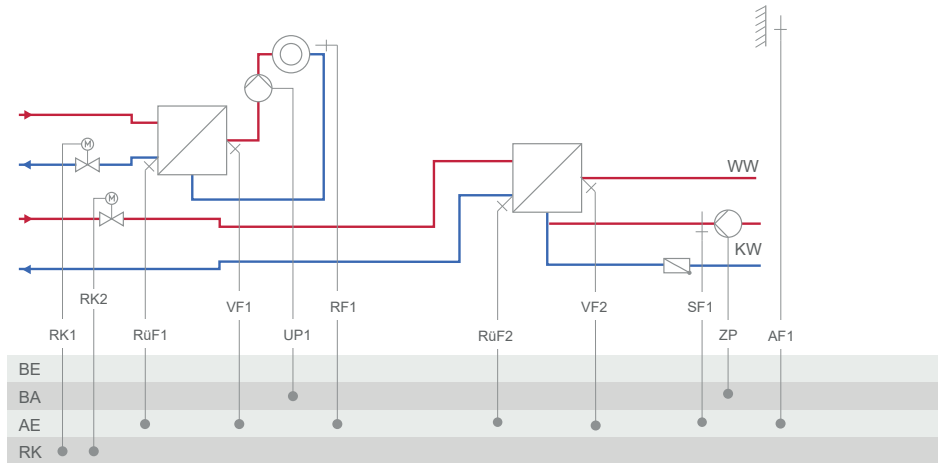 M
M
WW
KW
RK2
RK1
RüF1
VF1
UP1
RF1
RüF2
VF2
SF1
ZP
AF1
BE
BA
AE
RK